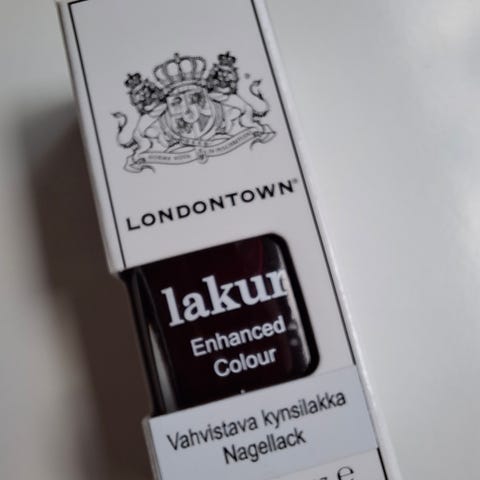 LONDONTOWN®
lakur
Enhanced
Colour
Vahvistava kynsilakka
Nagellack